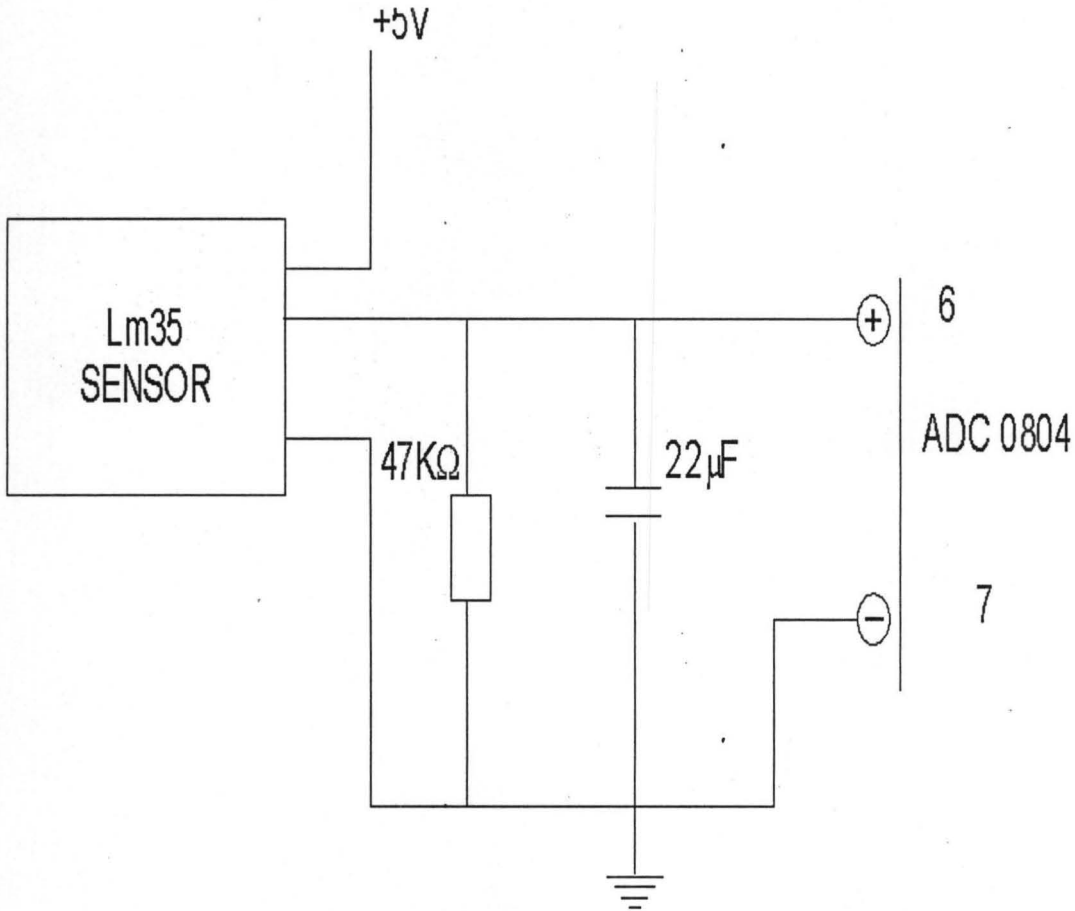 +5V
Lm35
SENSOR
47KΩ
22µF
+
6
ADC 0804
−
7